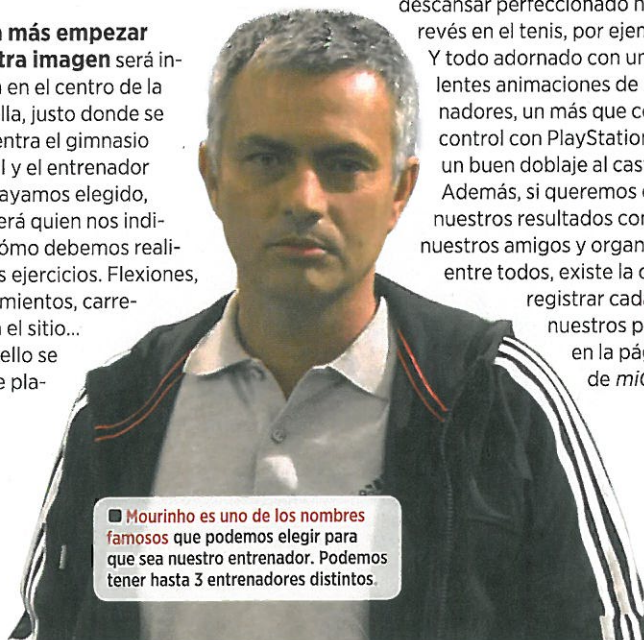 más empezar
tra imagen será in-
en el centro de la
lla, justo donde se
entra el gimnasio
l y el entrenador
ayamos elegido,
erá quien nos indi-
ómo debemos reali-
s ejercicios. Flexiones,
mientos, carre-
el sitio...
ello se
e pla-
descansar perfeccionado n
revés en el tenis, por ejen
Y todo adornado con un
lentes animaciones de
nadores, un más que c
control con PlayStation
un buen doblaje al cas
Además, si queremos
nuestros resultados con
nuestros amigos y organ
entre todos, existe la
registrar cad
nuestros p
en la pá
de mi
Mourinho es uno de los nombres
famosos que podemos elegir para
que sea nuestro entrenador. Podemos
tener hasta 3 entrenadores distintos.